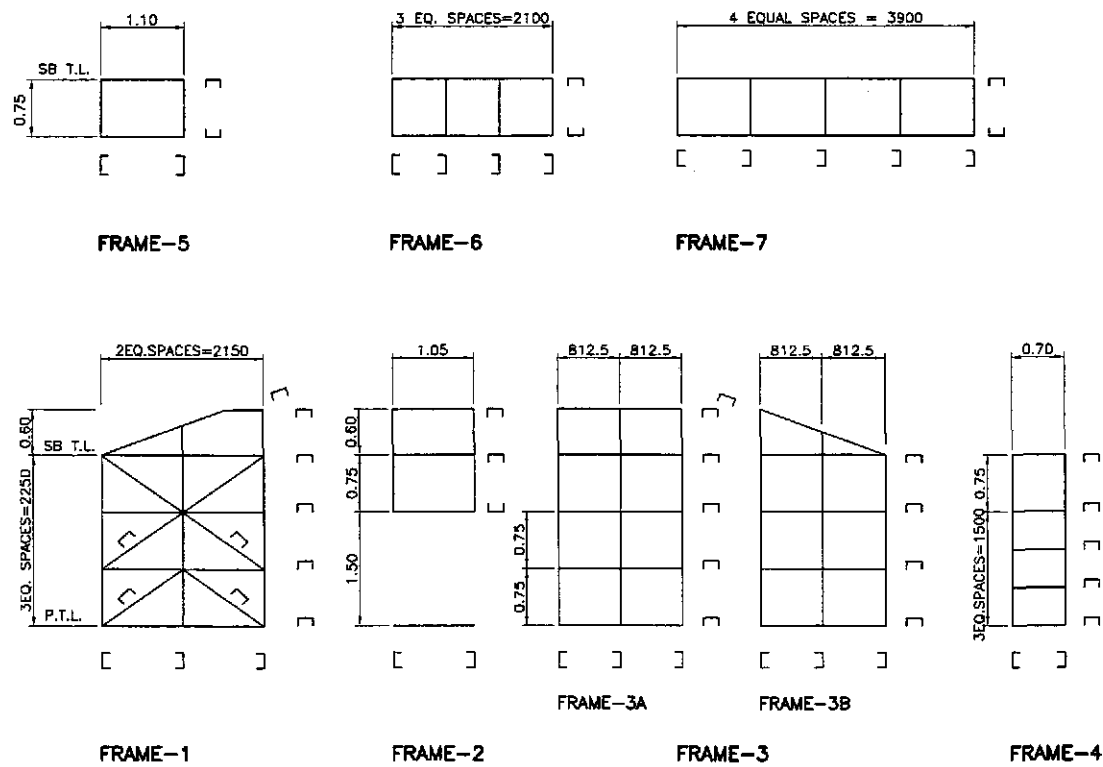 1.10
3 EQ. SPACES=2100
4 EQUAL SPACES = 3900
SB T.L.
0.75
FRAME-5
FRAME-6
FRAME-7
2EQ.SPACES=2150
1.05
812.5 812.5
812.5 812.5
0.70
0.60
SB T.L.
3EQ. SPACES=2250
P.T.L.
0.60
0.75
1.50
0.75
0.75
0.75
3EQ.SPACES=1500
FRAME-3A
FRAME-3B
FRAME-1
FRAME-2
FRAME-3
FRAME-4